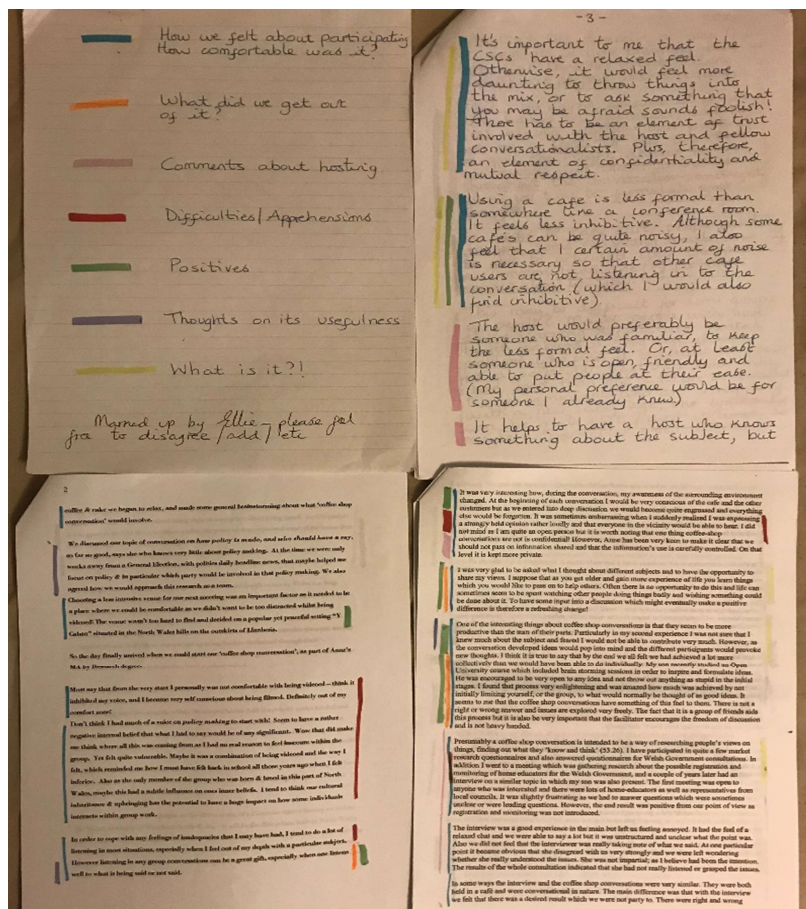 How we felt about participating
How comfortable was it?
What did we get out
of it?
Comments about hosting
Difficulties/Apprehensions
Positives
Thoughts on its usefulness
What is it?!
Marked up by Ellie – please feel
free to disagree/add/etc
- 3 -
It's important to me that the
CSCs have a relaxed feel.
Otherwise, it would feel more
daunting to throw things into
the mix, or to ask something that
you may be afraid sounds foolish!
There has to be an element of trust
involved with the host and fellow
conversationalists. Plus, therefore,
an element of confidentiality and
mutual respect.
Using a cafe is less formal than
somewhere like a conference room.
It feels less inhibitive. Although some
cafe's can be quite noisy, I also
feel that I certain amount of noise
is necessary so that other cafe
users are not listening in to the
conversation (which I would also
find inhibitive).
The host would preferably be
someone who was familiar, to keep
the less formal feel. Or, at least
someone who is open, friendly and
able to put people at their ease.
(My personal preference would be for
someone I already knew.)
It helps to have a host who knows
something about the subject, but
2
coffee & cake we began to relax, and made some general brainstorming about what 'coffee shop
conversation' would involve.
We discussed our topic of conversation on how policy is made, and who should have a say,
so far so good, says she who knows very little about policy making. At the time we were only
weeks away from a General Election, with politics daily headline news, that maybe helped me
focus on policy & in particular which party would be involved in that policy making. We also
agreed how we would approach this research as a team.
Choosing a less intrusive venue for our next meeting was an important factor as it needed to be
a place where we could be comfortable as we didn't want to be too distracted whilst being
videoed! The venue wasn't too hard to find and decided on a popular yet peaceful setting "Y
Gelato" situated in the North Wales hills on the outskirts of
So the day finally arrived when we could start our 'coffee shop conversation', as part of Anne's
MA by Research degree.
Must say that from the very start I personally was not comfortable with being videoed – think it
inhibited my voice, and I became very self conscious about being filmed. Definitely out of my
comfort zone!
Don't think I had much of a voice on policy making to start with! Seem to have a rather
negative internal belief that what I had to say would be of any significant. Wow that did make
me think where all this was coming from as I had no real reason to feel insecure within the
group. Yet felt quite vulnerable. Maybe it was a combination of being videoed and the way I
felt, which reminded me how I must have felt back in school all those years ago when I felt
inferior. Also as the only member of the group who was born & bred in this part of North
Wales, maybe this had a subtle influence on ones inner beliefs. I tend to think our cultural
inheritance & upbringing has the potential to have a huge impact on how some individuals
interacts within group work.
In order to cope with any feelings of inadequacies that I may have had, I tend to do a lot of
listening in most situations, especially when I feel out of my depth with a particular subject.
However listening in any group conversations can be a great gift, especially when one listens
well to what is being said or not said.
It was very interesting how, during the conversation, my awareness of the surrounding environment
changed. At the beginning of each conversation I would be very conscious of the cafe and the other
customers but as we entered into deep discussion we would become quite engrossed and everything
else would be forgotten. It was sometimes embarrassing when I suddenly realised I was expressing
a strongly held opinion rather loudly and that everyone in the vicinity would be able to hear. I did
not mind as I am quite an open person but it is worth noting that one thing coffee-shop
conversations are not is confidential! However, Anne has been very keen to make it clear that we
should not pass on information shared and that the information's use is carefully controlled. On that
level it is kept more private.
I was very glad to be asked what I thought about different subjects and to have the opportunity to
share my views. I suppose that as you get older and gain more experience of life you learn things
which you would like to pass on to help others. Often there is no opportunity to do this and life can
sometimes seem to be spent watching other people doing things badly and wishing something could
be done about it. To have some input into a discussion which might eventually make a positive
difference is therefore a refreshing change!
One of the interesting things about coffee shop conversations is that they seem to be more
productive than the sum of their parts. Particularly in my second experience I was not sure that I
knew much about the subject and feared I would not be able to contribute very much. However, as
the conversation developed ideas would pop into mind and the different participants would provoke
new thoughts. I think it is true to say that by the end we all felt we had achieved a lot more
collectively than we would have been able to do individually. My son recently studied an Open
University course which included brain storming sessions in order to inspire and formulate ideas.
He was encouraged to be very open to any ideas and not throw out anything as stupid in the initial
stages. I found that process very enlightening and was amazed how much was achieved by not
initially limiting yourself, or the group, to what would normally be thought of as good ideas. It
seems to me that the coffee shop conversations have something of this feel to them. There is not a
right or wrong answer and issues are explored very freely. The fact that it is a group of friends aids
this process but it is also be very important that the facilitator encourages the freedom of discussion
and is not heavy handed.
Presumably a coffee shop conversation is intended to be a way of researching people's views on
things, finding out what they "know and think" (53.26). I have participated in quite a few market
research questionnaires and also answered questionnaires for Welsh Government consultations. In
addition I went to a meeting which was gathering research about the possible registration and
monitoring of home educators for the Welsh Government, and a couple of years later had an
interview on a similar topic in which my son was also present. The first meeting was open to
anyone who was interested and there were lots of home-educators as well as representatives from
local councils. It was slightly frustrating as we had to answer questions which were sometimes
unclear or were leading questions. However, the end result was positive from our point of view as
registration and monitoring was not introduced.
The interview was a good experience in the main but left us feeling annoyed. It had the feel of a
relaxed chat and we were able to say a lot but it was unstructured and unclear what the point was.
Also we did not feel that the interviewer was really taking note of what we said. At one particular
point it became obvious that she disagreed with us very strongly and we were left wondering
whether she really understood the issues. She was not impartial; as I believe had been the intention.
The results of the whole consultation indicated that she had not really listened or grasped the issues.
In some ways the interview and the coffee shop conversations were very similar. They were both
held in a café and were conversational in nature. The main difference was that with the interview
we felt that there was a desired result which we were not party to. There were right and wrong